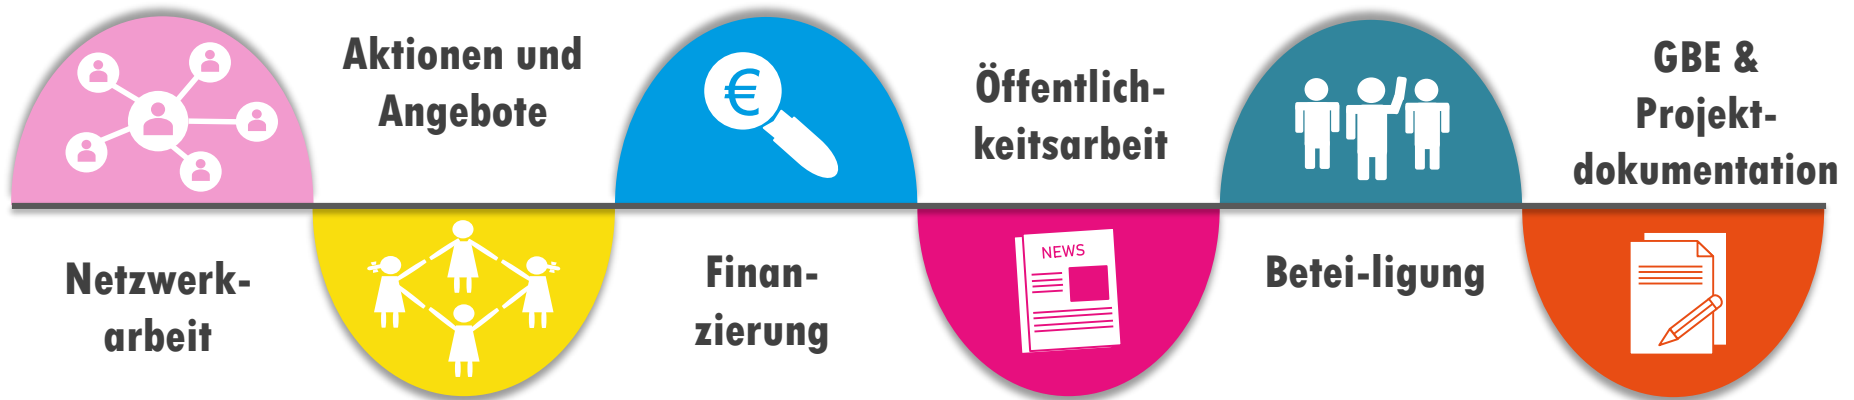 Netzwerk-
arbeit
Aktionen und
Angebote
€
Finan-
zierung
Öffentlich-
keitsarbeit
NEWS
Betei-ligung
GBE &
Projekt-
dokumentation